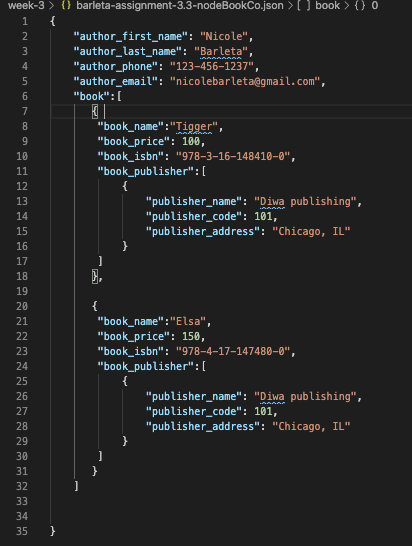 week-3 > {} barleta-assignment-3.3-nodeBookCo.json > [ ] book > {} 0
1 {
2 "author_first_name": "Nicole",
3 "author_last_name": "Barleta",
4 "author_phone": "123-456-1237",
5 "author_email": "nicolebarleta@gmail.com",
6 "book":[
7 {
8 "book_name":"Tigger",
9 "book_price": 100,
10 "book_isbn": "978-3-16-148410-0",
11 "book_publisher":[
12 {
13 "publisher_name": "Diwa publishing",
14 "publisher_code": 101,
15 "publisher_address": "Chicago, IL"
16 }
17 ]
18 },
19
20 {
21 "book_name":"Elsa",
22 "book_price": 150,
23 "book_isbn": "978-4-17-147480-0",
24 "book_publisher":[
25 {
26 "publisher_name": "Diwa publishing",
27 "publisher_code": 101,
28 "publisher_address": "Chicago, IL"
29 }
30 ]
31 }
32 ]
33
34
35 }